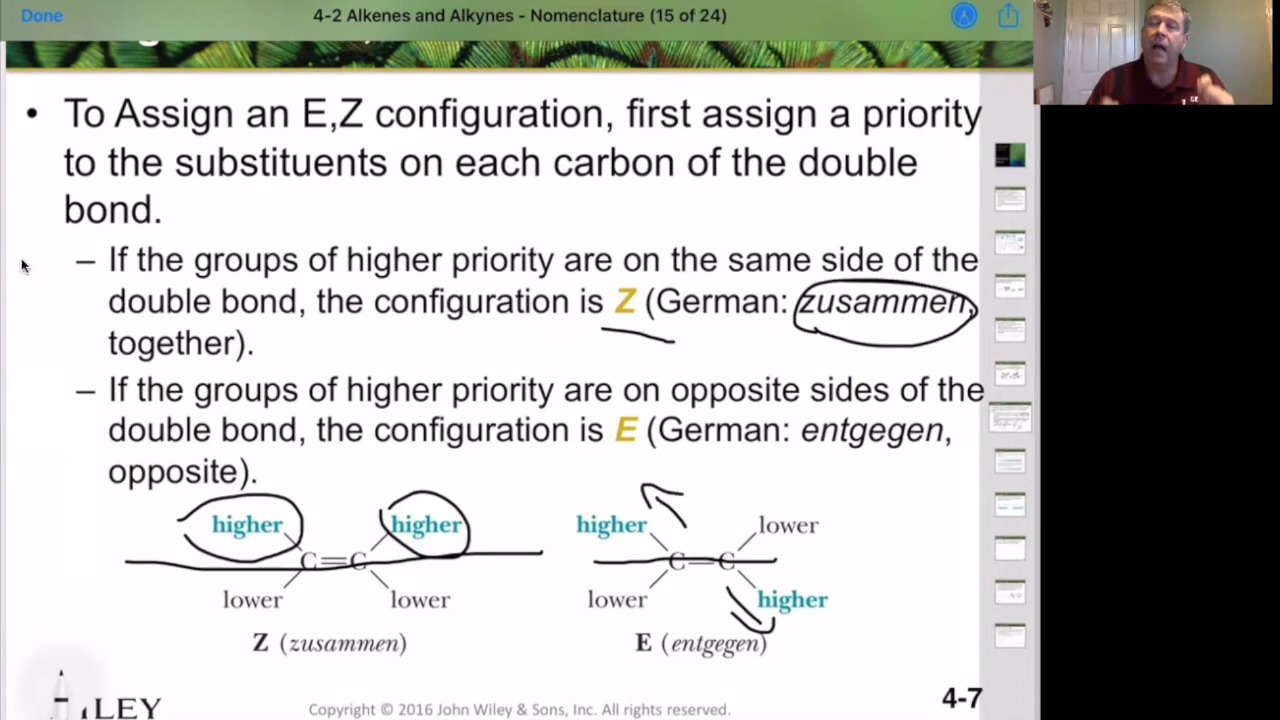 Done
4-2 Alkenes and Alkynes - Nomenclature (15 of 24)
• To Assign an E,Z configuration, first assign a priority
to the substituents on each carbon of the double
bond.
– If the groups of higher priority are on the same side of the
double bond, the configuration is Z (German: zusammen,
together).
– If the groups of higher priority are on opposite sides of the
double bond, the configuration is E (German: entgegen,
opposite).
higher higher
C=C
lower lower
Z (zusammen)
higher lower
C=C
lower higher
E (entgegen)
ILEY
Copyright © 2016 John Wiley & Sons, Inc. All rights reserved.
4-7